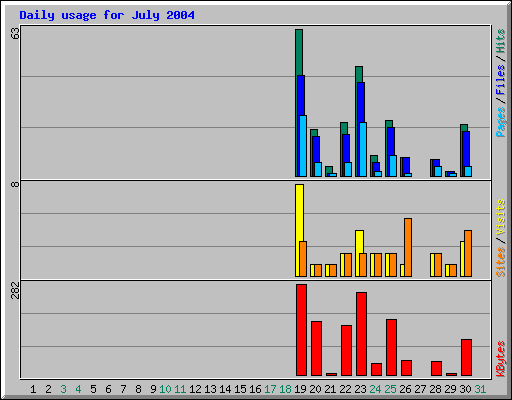 Daily usage for July 2004
63
8
282
Pages / Files / Hits
Sites / Visits
KBytes
1 2 3 4 5 6 7 8 9 10 11 12 13 14 15 16 17 18 19 20 21 22 23 24 25 26 27 28 29 30 31